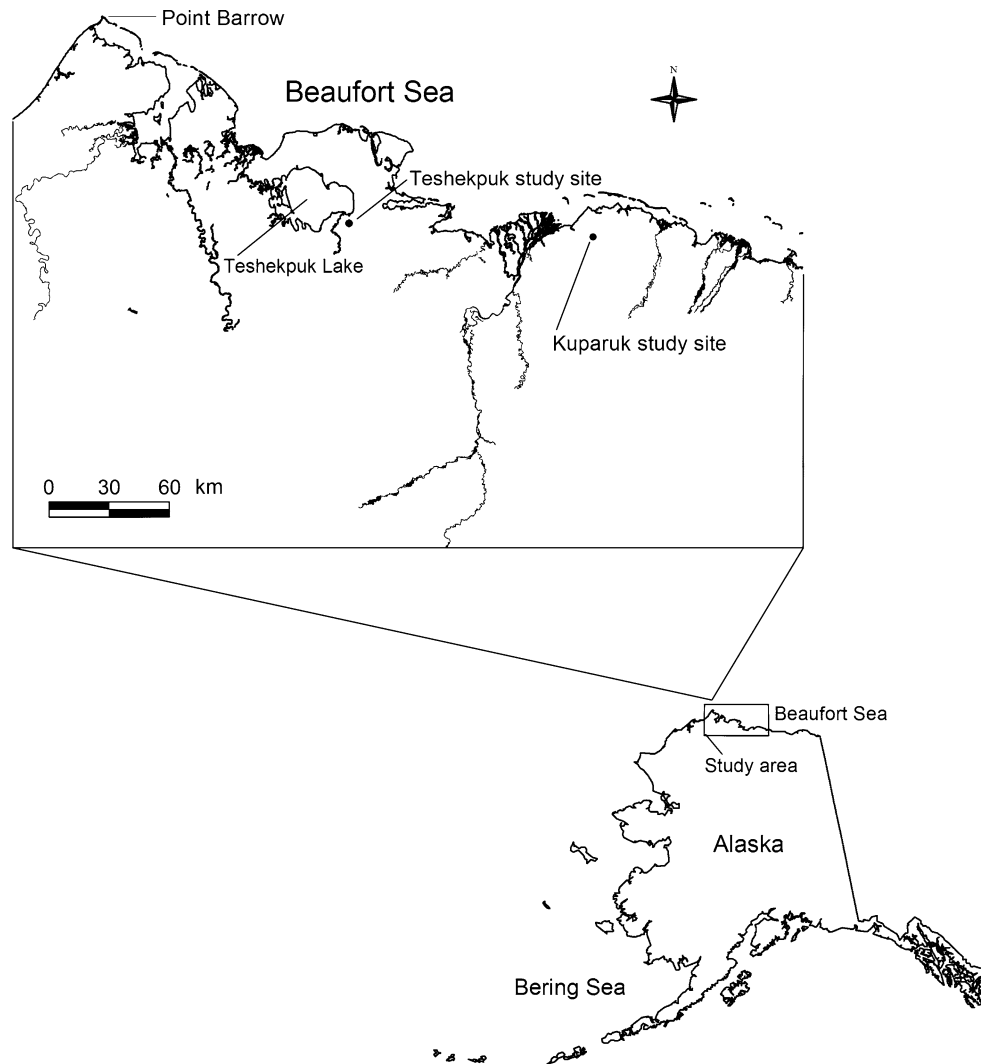 Point Barrow
Beaufort Sea
N
Teshekpuk study site
Teshekpuk Lake
Kuparuk study site
0 30 60 km
Beaufort Sea
Study area
Alaska
Bering Sea